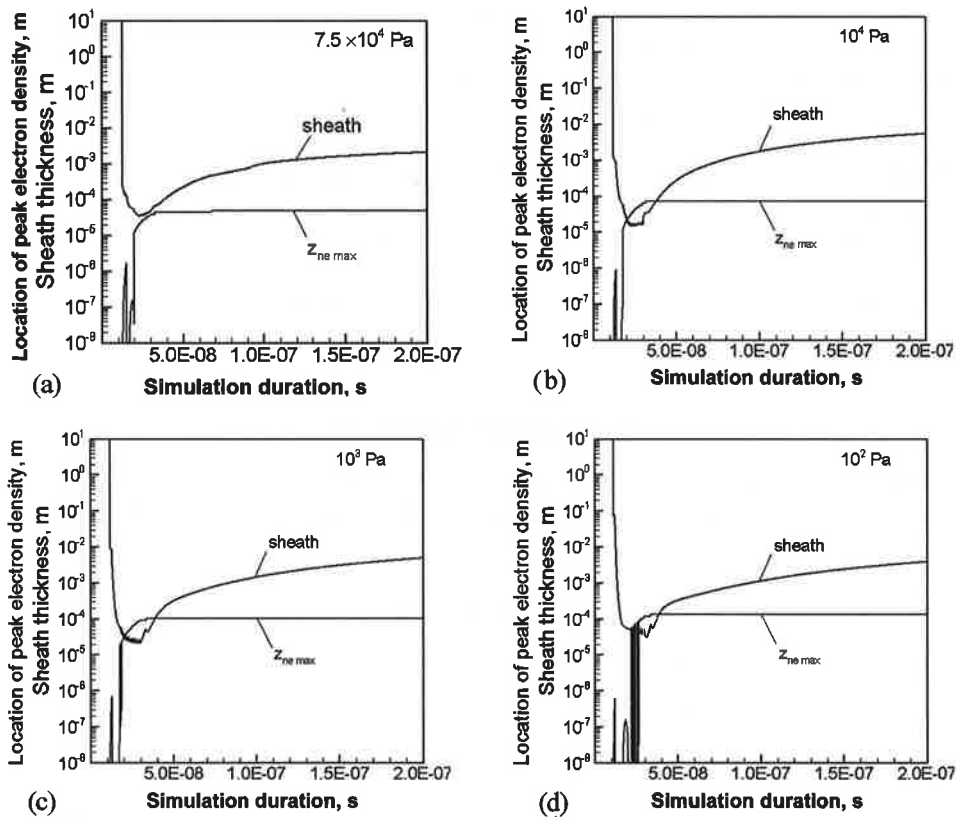 Location of peak electron density, m
Sheath thickness, m
10¹
10⁰
10⁻¹
10⁻²
10⁻³
10⁻⁴
10⁻⁵
10⁻⁶
10⁻⁷
10⁻⁸
7.5 ×10⁴ Pa
sheath
z_ne max
5.0E-08 1.0E-07 1.5E-07 2.0E-07
Simulation duration, s
(a)
Location of peak electron density, m
Sheath thickness, m
10¹
10⁰
10⁻¹
10⁻²
10⁻³
10⁻⁴
10⁻⁵
10⁻⁶
10⁻⁷
10⁻⁸
10⁴ Pa
sheath
z_ne max
5.0E-08 1.0E-07 1.5E-07 2.0E-07
Simulation duration, s
(b)
Location of peak electron density, m
Sheath thickness, m
10¹
10⁰
10⁻¹
10⁻²
10⁻³
10⁻⁴
10⁻⁵
10⁻⁶
10⁻⁷
10⁻⁸
10³ Pa
sheath
z_ne max
5.0E-08 1.0E-07 1.5E-07 2.0E-07
Simulation duration, s
(c)
Location of peak electron density, m
Sheath thickness, m
10¹
10⁰
10⁻¹
10⁻²
10⁻³
10⁻⁴
10⁻⁵
10⁻⁶
10⁻⁷
10⁻⁸
10² Pa
sheath
z_ne max
5.0E-08 1.0E-07 1.5E-07 2.0E-07
Simulation duration, s
(d)